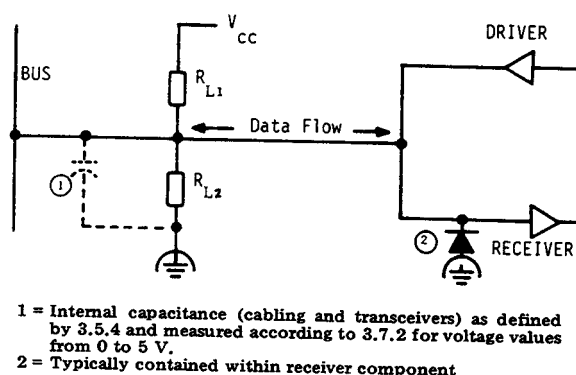 V CC
DRIVER
BUS
R L1
Data Flow
1
R L2
2
RECEIVER
1 = Internal capacitance (cabling and transceivers) as defined
by 3.5.4 and measured according to 3.7.2 for voltage values
from 0 to 5 V.
2 = Typically contained within receiver component